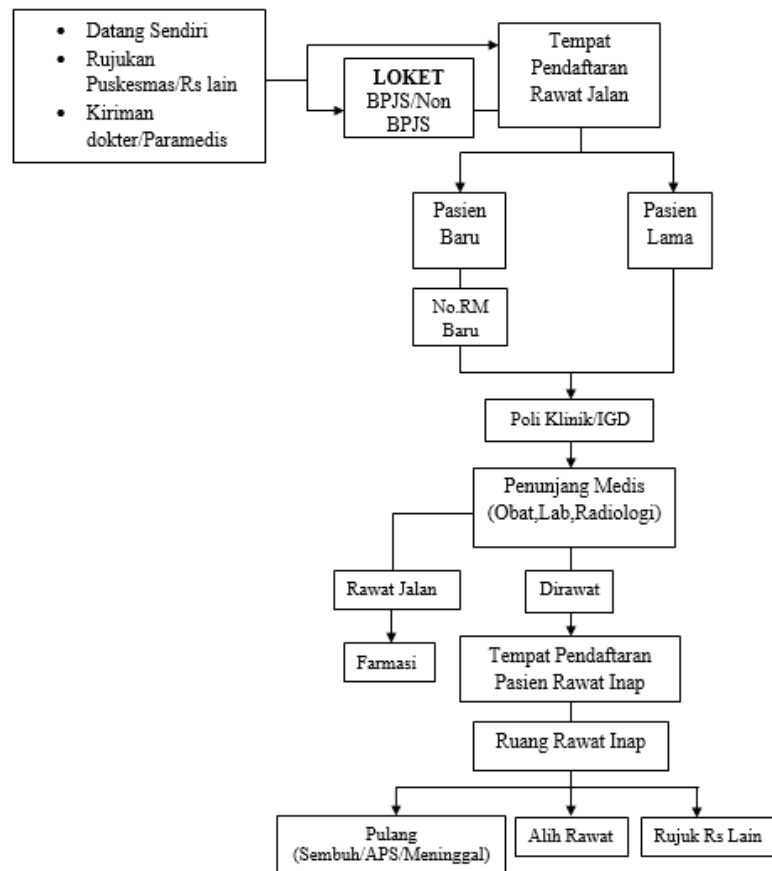 • Datang Sendiri
• Rujukan
Puskesmas/Rs lain
• Kiriman
dokter/Paramedis
LOKET
BPJS/Non
BPJS
Tempat
Pendaftaran
Rawat Jalan
Pasien
Baru
Pasien
Lama
No.RM
Baru
Poli Klinik/IGD
Penunjang Medis
(Obat,Lab,Radiologi)
Rawat Jalan
Dirawat
Farmasi
Tempat Pendaftaran
Pasien Rawat Inap
Ruang Rawat Inap
Pulang
(Sembuh/APS/Meninggal)
Alih Rawat
Rujuk Rs Lain